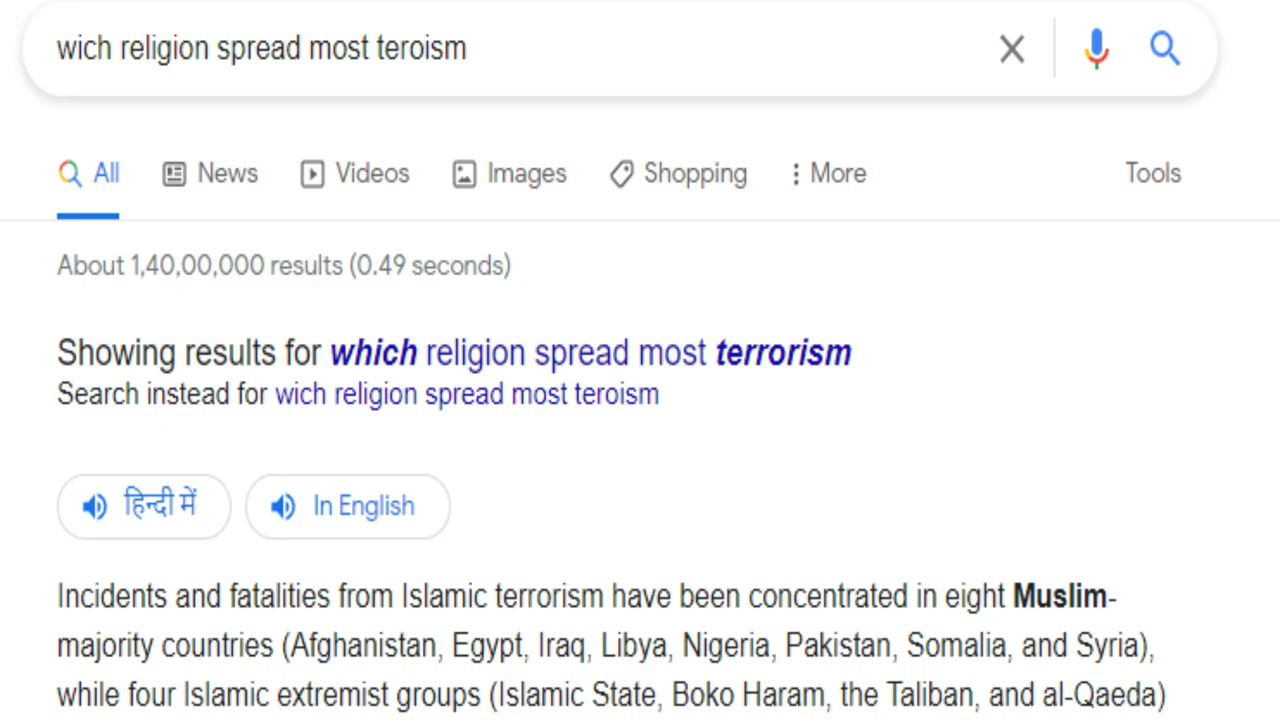 wich religion spread most teroism
All News Videos Images Shopping More Tools
About 1,40,00,000 results (0.49 seconds)
Showing results for which religion spread most terrorism
Search instead for wich religion spread most teroism
हिन्दी में In English
Incidents and fatalities from Islamic terrorism have been concentrated in eight Muslim-
majority countries (Afghanistan, Egypt, Iraq, Libya, Nigeria, Pakistan, Somalia, and Syria),
while four Islamic extremist groups (Islamic State, Boko Haram, the Taliban, and al-Qaeda)